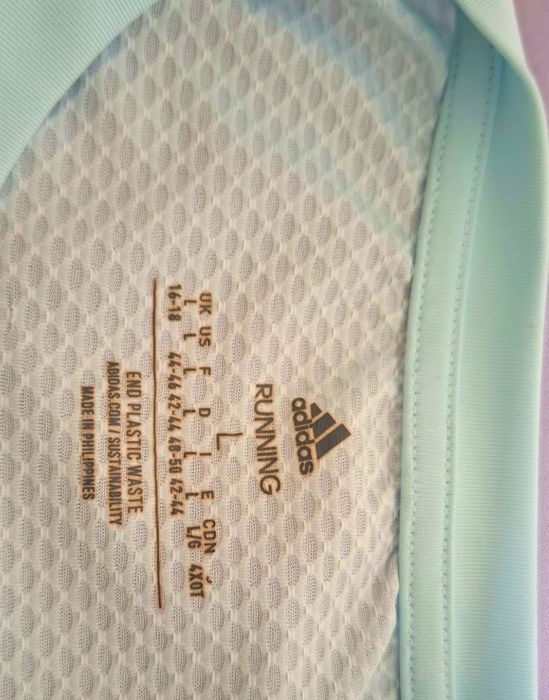 adidas
RUNNING
L
UK US F D I E CDN J
L L L L L L L/G 4XOT
16-18 44-46 42-44 48-50 42-44
END PLASTIC WASTE
ADIDAS.COM / SUSTAINABILITY
MADE IN PHILIPPINES